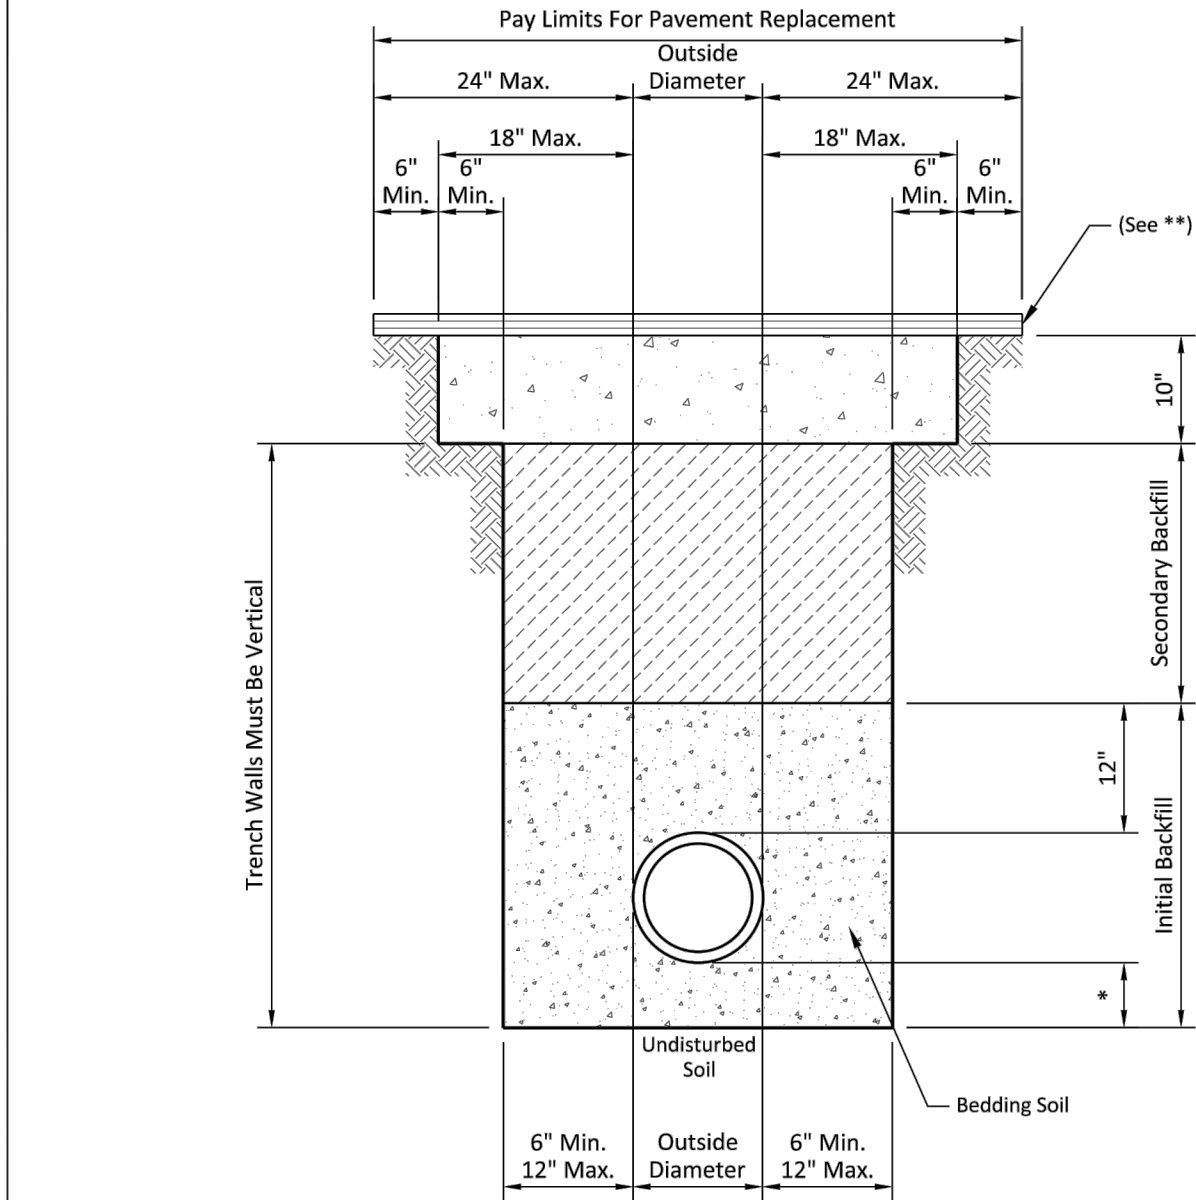 Pay Limits For Pavement Replacement
Outside
Diameter
24" Max.
24" Max.
18" Max.
18" Max.
6"
Min.
6"
Min.
6"
Min.
6"
Min.
(See **)
10"
Secondary Backfill
Trench Walls Must Be Vertical
12"
Initial Backfill
*
Undisturbed
Soil
Bedding Soil
6" Min.
12" Max.
Outside
Diameter
6" Min.
12" Max.